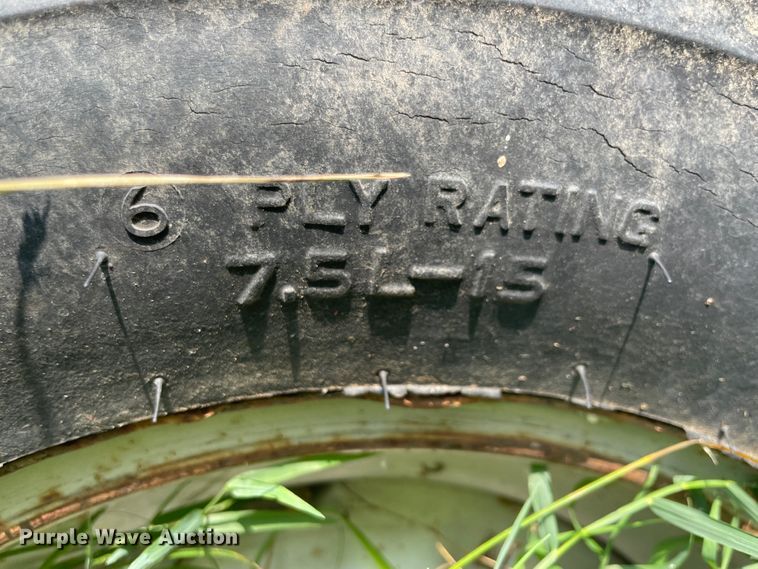 6 PLY RATING
7.5L-15
Purple Wave Auction